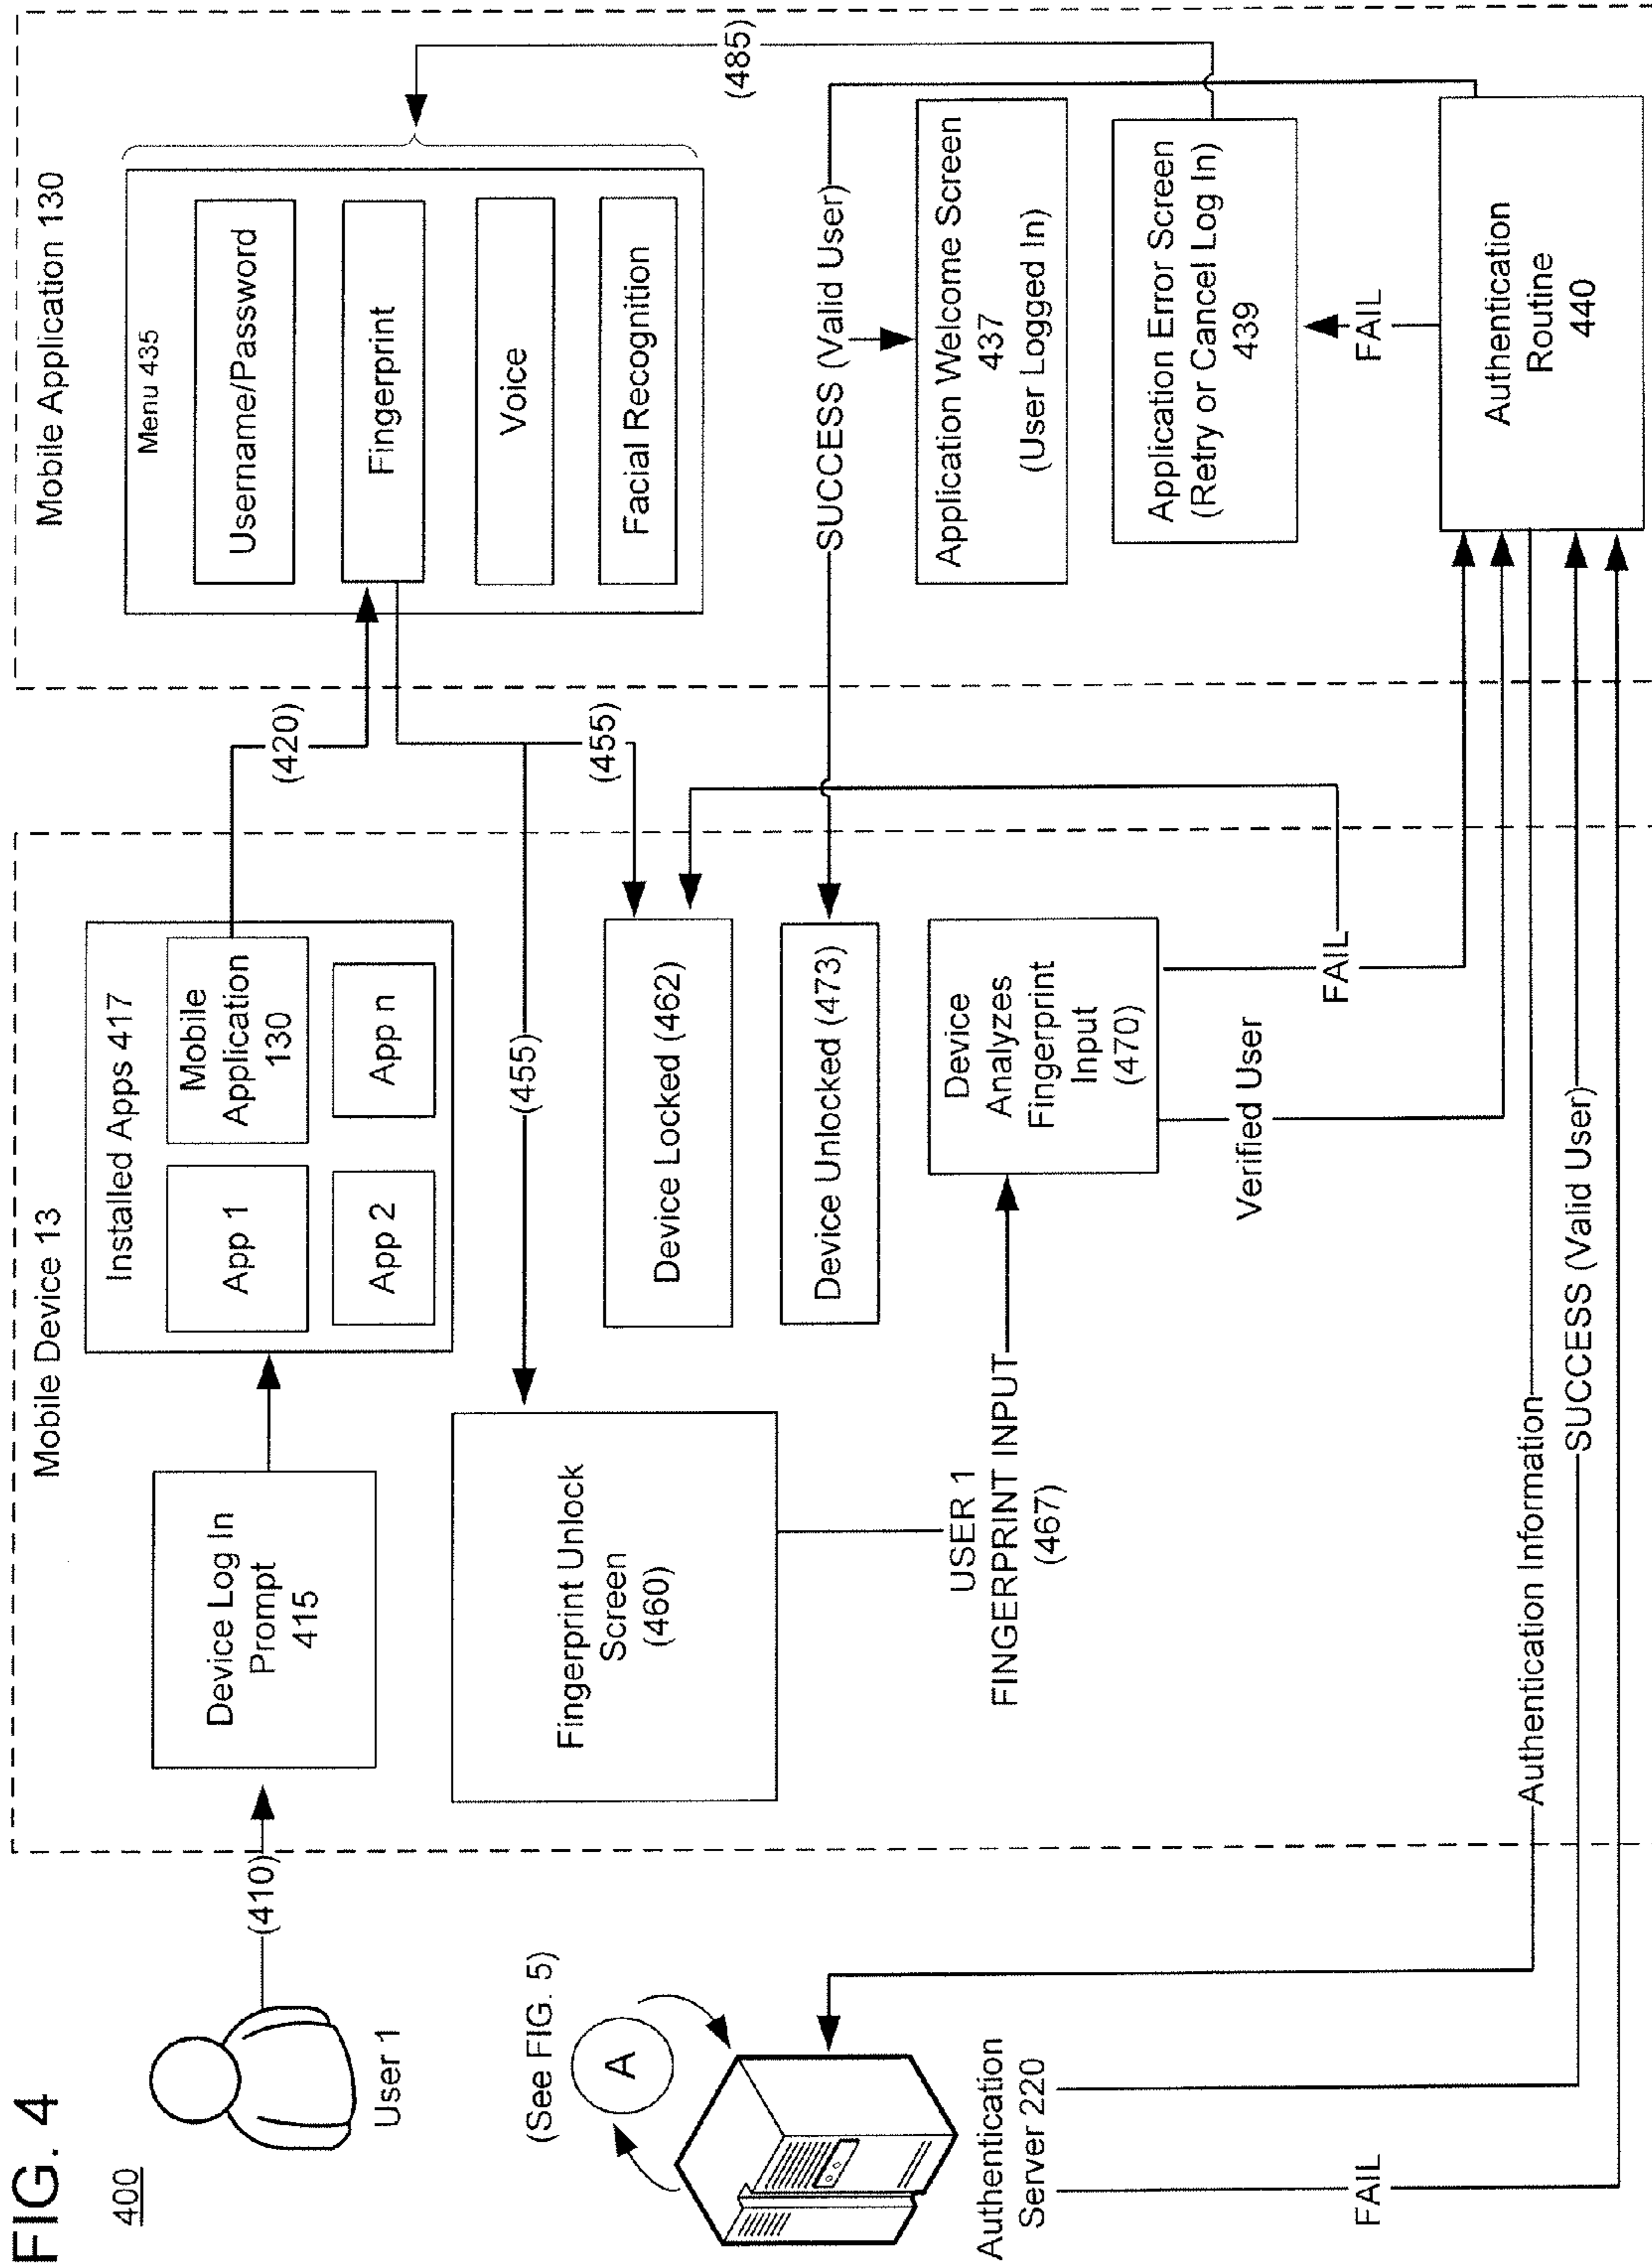 FIG. 4
400
User 1
(410)
Mobile Device 13
Device Log In
Prompt
415
Installed Apps 417
App 1
Mobile
Application
130
App 2
App n
(420)
Mobile Application 130
Menu 435
Username/Password
Fingerprint
Voice
Facial Recognition
(485)
(455)
(455)
Fingerprint Unlock
Screen
(460)
Device Locked (462)
Device Unlocked (473)
SUCCESS (Valid User)
Application Welcome Screen
437
(User Logged In)
Application Error Screen
(Retry or Cancel Log In)
439
FAIL
Authentication
Routine
440
USER 1
FINGERPRINT INPUT
(467)
Device
Analyzes
Fingerprint
Input
(470)
Verified User
FAIL
(See FIG. 5)
A
Authentication
Server 220
Authentication Information
SUCCESS (Valid User)
FAIL